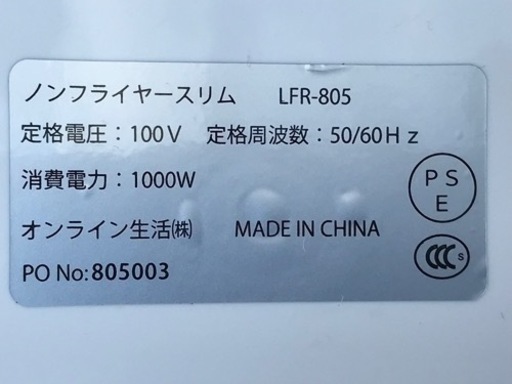 ノンフライヤースリム LFR-805
定格電圧：100V 定格周波数：50/60Hz
消費電力：1000W
PS
E
オンライン生活㈱ MADE IN CHINA
CCC S
PO No:805003